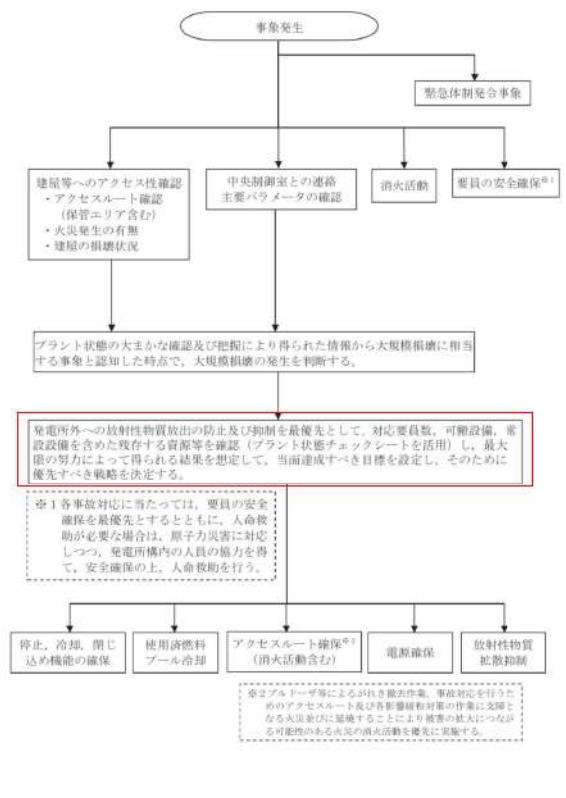 事象発生
緊急体制発令事象
建屋等へのアクセス性確認
・アクセスルート確認
（保管エリア含む）
・火災発生の有無
・建屋の損壊状況
中央制御室との連絡
主要パラメータの確認
消火活動
要員の安全確保※1
プラント状態の大まかな確認及び把握により得られた情報から大規模損壊に相当
する事象と認知した時点で，大規模損壊の発生を判断する。
発電所外への放射性物質放出の防止及び抑制を最優先として，対応要員数，可搬設備，常
設設備を含めた残存する資源等を確認（プラント状態チェックシートを活用）し，最大
限の努力によって得られる結果を想定して，当面達成すべき目標を設定し，そのために
優先すべき戦略を決定する。
※1各事故対応に当たっては，要員の安全
確保を最優先とするとともに，人命救
助が必要な場合は，原子力災害に対応
しつつ，発電所構内の人員の協力を得
て，安全確保の上，人命救助を行う。
停止，冷却，閉じ
込め機能の確保
使用済燃料
プール冷却
アクセスルート確保※2
（消火活動含む）
電源確保
放射性物質
拡散抑制
※2ブルドーザ等によるがれき撤去作業，事故対応を行うた
めのアクセスルート及び各影響緩和対策の作業に支障と
なる火災並びに延焼することにより被害の拡大につなが
る可能性のある火災の消火活動を優先に実施する。